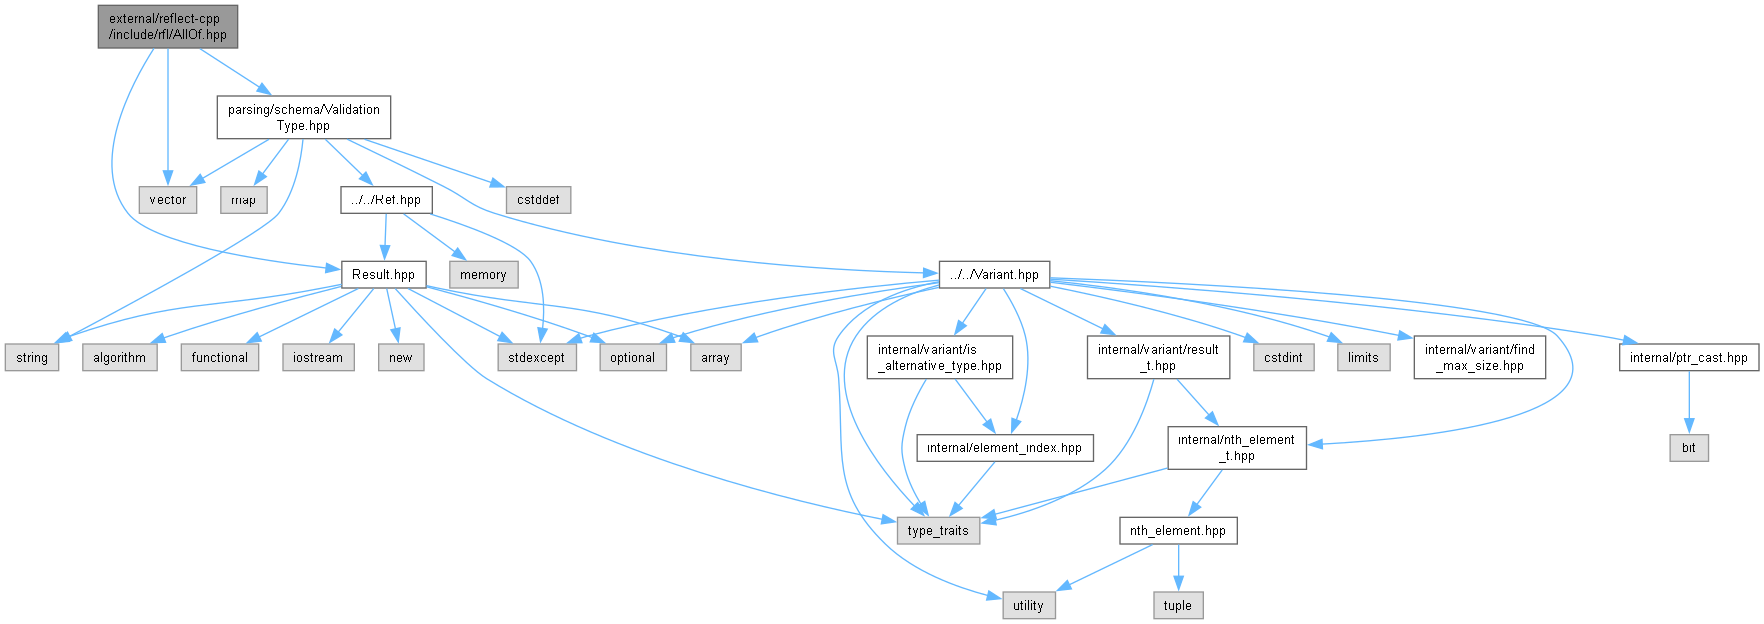 external/reflect-cpp
/include/rfl/AllOf.hpp
parsing/schema/Validation
Type.hpp
vector
map
../../Ref.hpp
cstddef
Result.hpp
memory
../../Variant.hpp
string
algorithm
functional
iostream
new
stdexcept
optional
array
internal/variant/is
_alternative_type.hpp
internal/variant/result
_t.hpp
cstdint
limits
internal/variant/find
_max_size.hpp
internal/ptr_cast.hpp
internal/element_index.hpp
internal/nth_element
_t.hpp
bit
type_traits
nth_element.hpp
utility
tuple